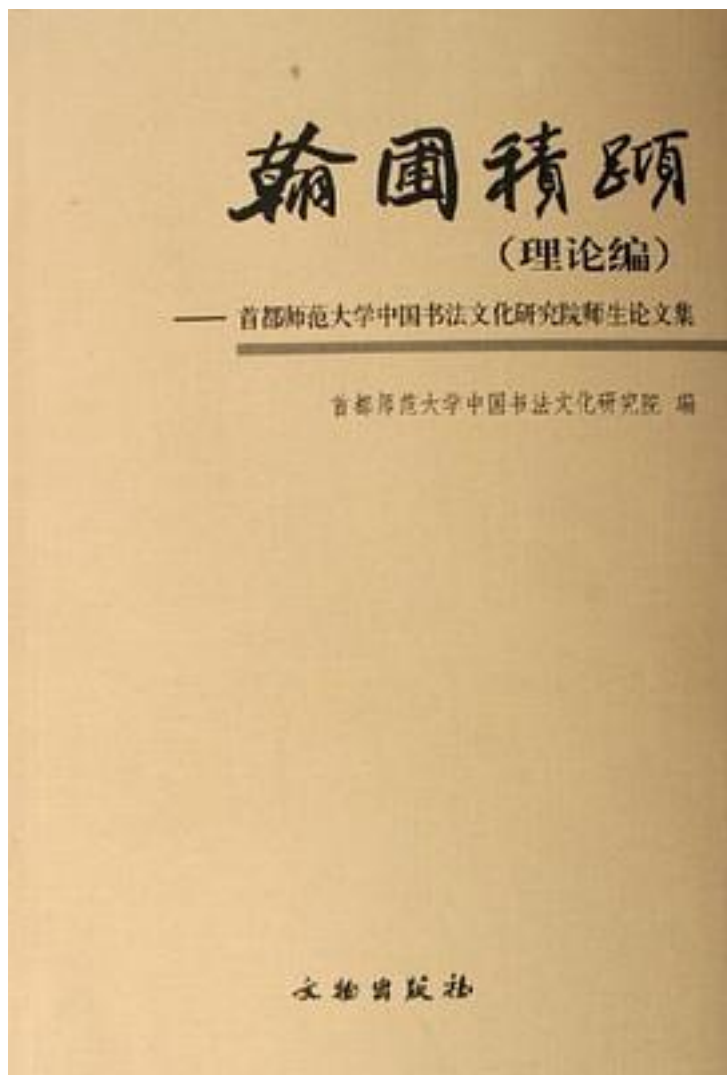 翰圃積蹞
（理论编）
——首都师范大学中国书法文化研究院师生论文集
首都师范大学中国书法文化研究院 编
文物出版社